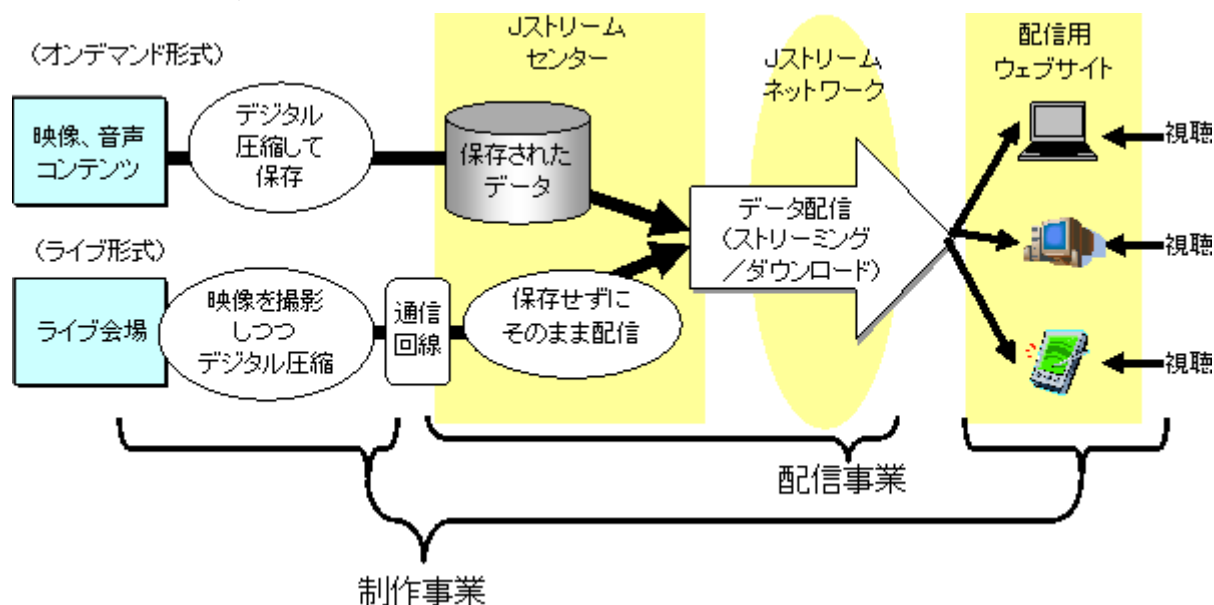 （オンデマンド形式）
Jストリーム
センター
Jストリーム
ネットワーク
配信用
ウェブサイト
映像、音声
コンテンツ
デジタル
圧縮して
保存
保存された
データ
データ配信
（ストリーミング
／ダウンロード）
視聴
視聴
視聴
（ライブ形式）
ライブ会場
映像を撮影
しつつ
デジタル圧縮
通信
回線
保存せずに
そのまま配信
配信事業
制作事業